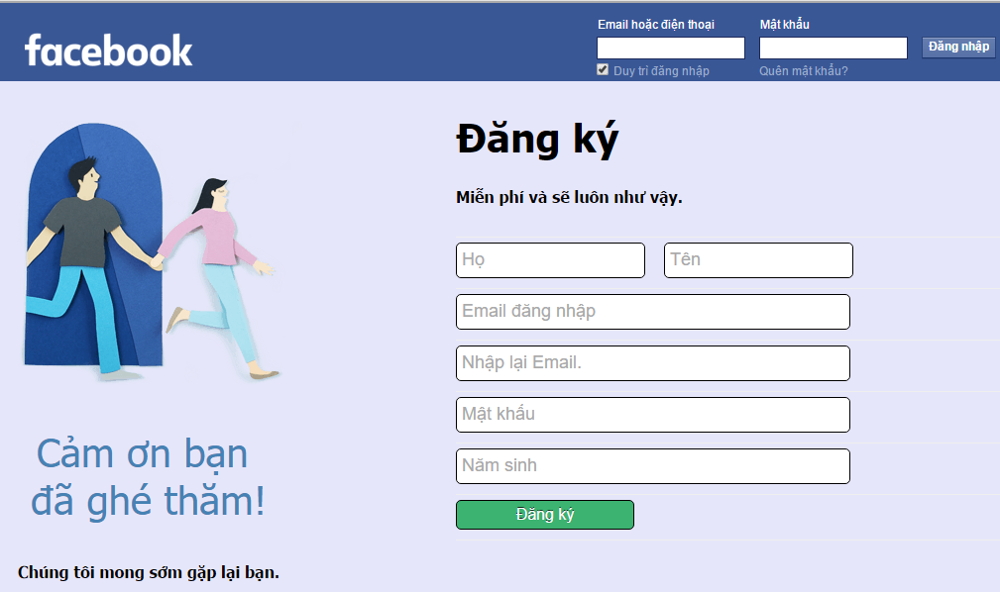 facebook
Email hoặc điện thoại
Mật khẩu
Đăng nhập
Duy trì đăng nhập
Quên mật khẩu?
Đăng ký
Miễn phí và sẽ luôn như vậy.
Họ
Tên
Email đăng nhập
Nhập lại Email.
Mật khẩu
Năm sinh
Đăng ký
Cảm ơn bạn
đã ghé thăm!
Chúng tôi mong sớm gặp lại bạn.